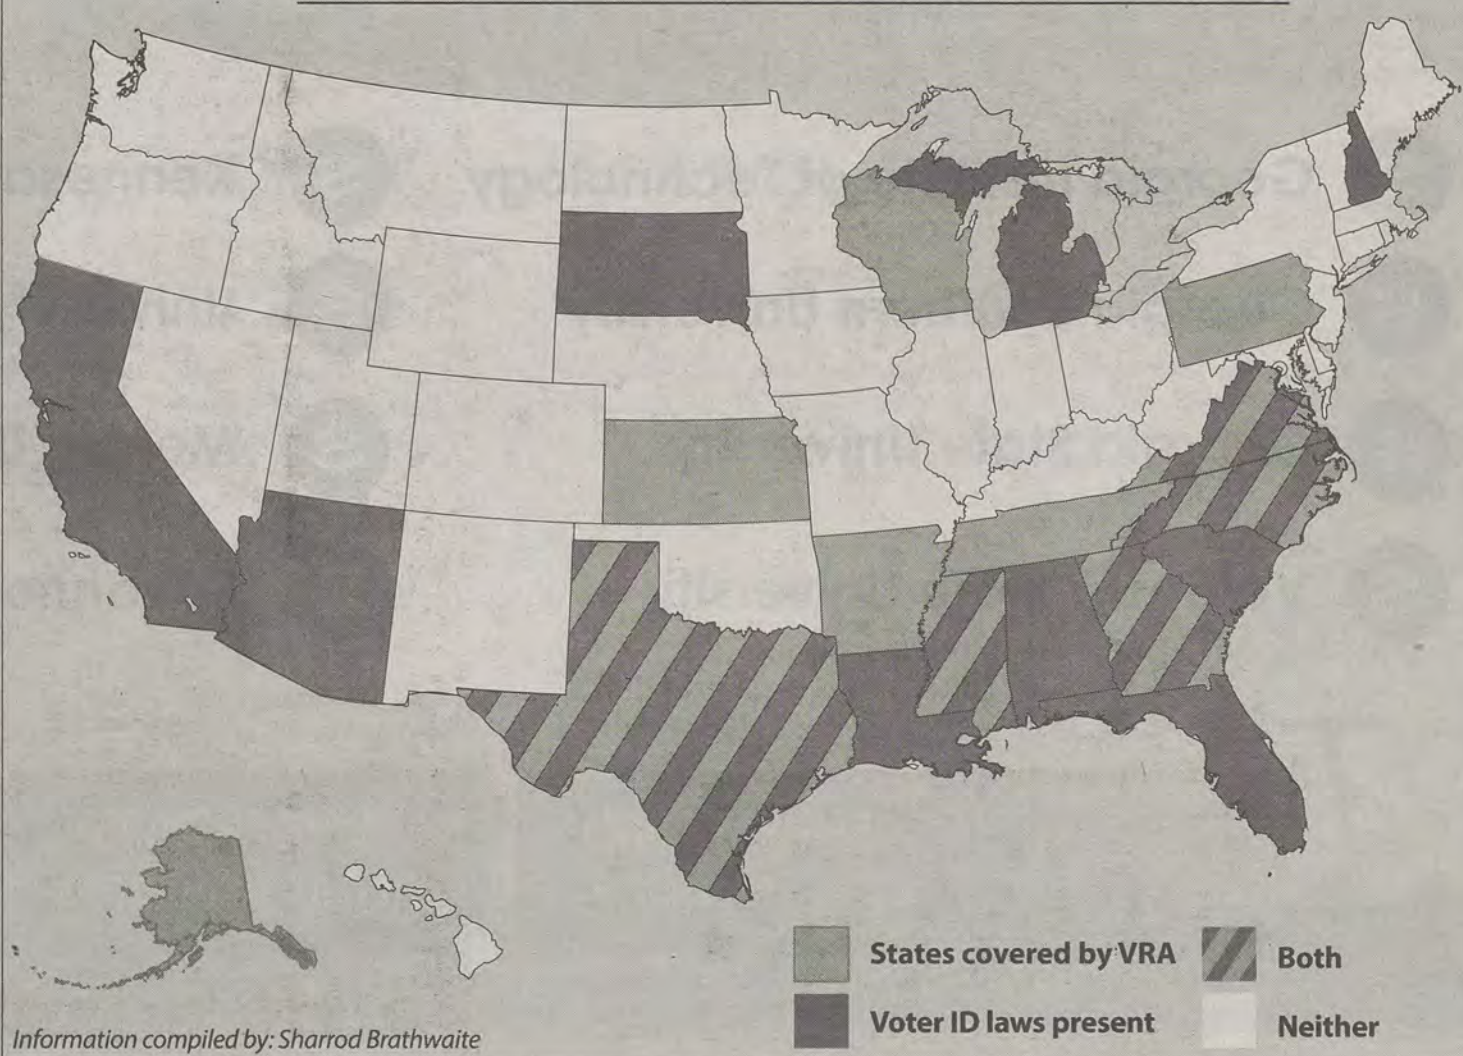 States covered by VRA
Both
Voter ID laws present
Neither
Information compiled by: Sharrod Brathwaite